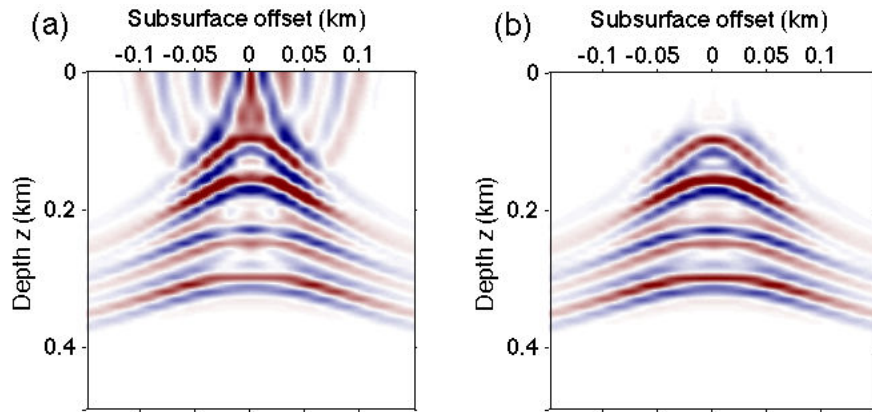 (a) Subsurface offset (km)
-0.1 -0.05 0 0.05 0.1
0
0.2
0.4
Depth z (km)
(b) Subsurface offset (km)
-0.1 -0.05 0 0.05 0.1
0
0.2
0.4
Depth z (km)